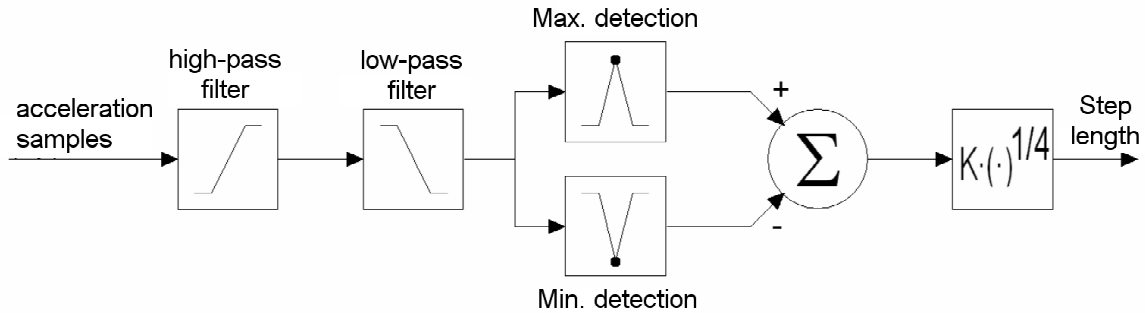 Max. detection
high-pass
filter
low-pass
filter
acceleration
samples
+
Σ
-
K·(·)^1/4
Step
length
Min. detection